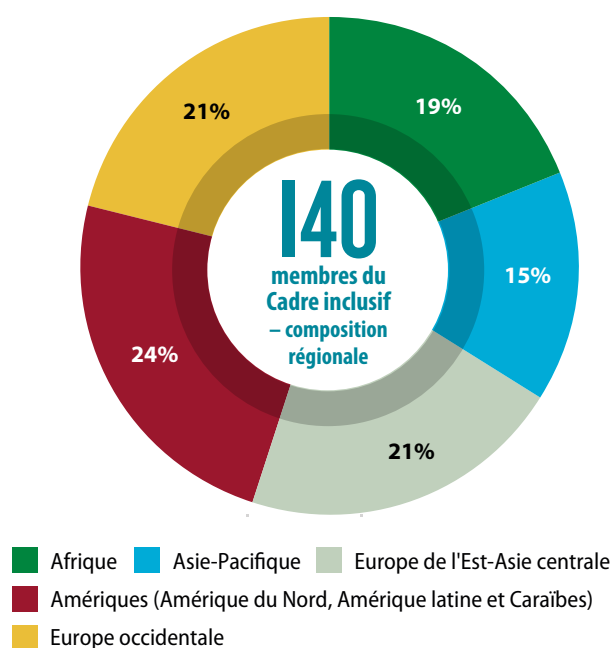 21%
19%
140
membres du
Cadre inclusif
– composition
régionale
15%
24%
21%
Afrique
Asie-Pacifique
Europe de l'Est-Asie centrale
Amériques (Amérique du Nord, Amérique latine et Caraïbes)
Europe occidentale